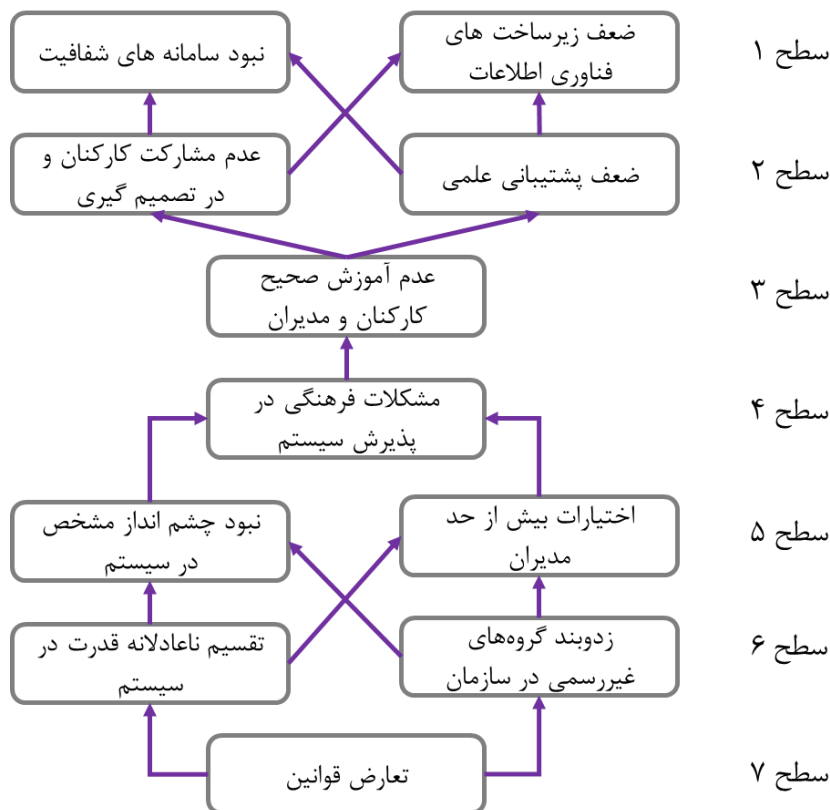 ضعف زیرساخت های
فناوری اطلاعات
نبود سامانه های شفافیت
سطح ۱
ضعف پشتیبانی علمی
عدم مشارکت کارکنان و
در تصمیم گیری
سطح ۲
عدم آموزش صحیح
کارکنان و مدیران
سطح ۳
مشکلات فرهنگی در
پذیرش سیستم
سطح ۴
اختیارات بیش از حد
مدیران
نبود چشم انداز مشخص
در سیستم
سطح ۵
زدوبند گروه‌های
غیررسمی در سازمان
تقسیم ناعادلانه قدرت در
سیستم
سطح ۶
تعارض قوانین
سطح ۷